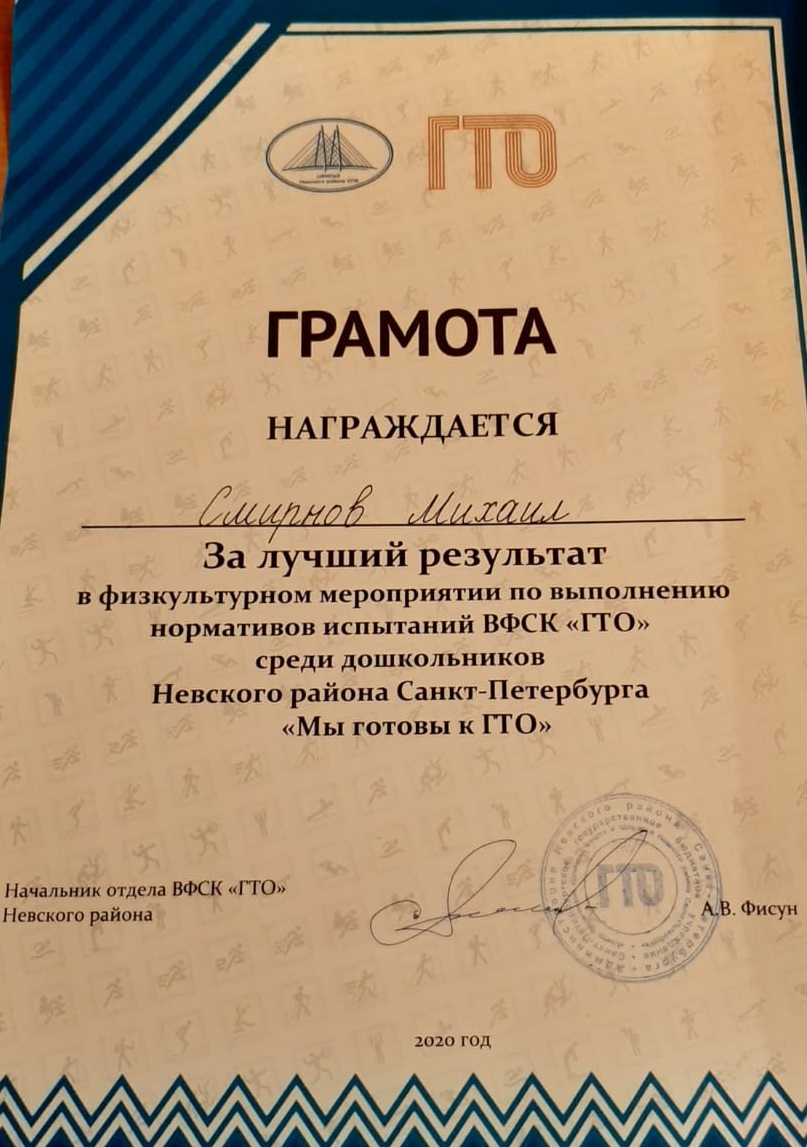 ГТО
ГРАМОТА
НАГРАЖДАЕТСЯ
Смирнов Михаил
За лучший результат
в физкультурном мероприятии по выполнению
нормативов испытаний ВФСК «ГТО»
среди дошкольников
Невского района Санкт-Петербурга
«Мы готовы к ГТО»
Начальник отдела ВФСК «ГТО»
Невского района
ГТО
А.В. Фисун
2020 год